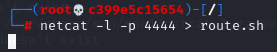 ┌──(root💀c399e5c15654)-[/]
└─# netcat -l -p 4444 > route.sh